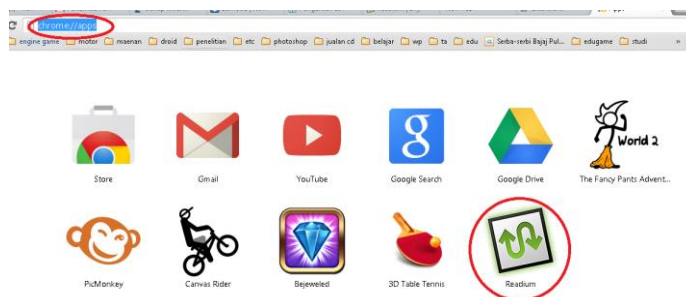 chrome://apps
engine game motor maenan droid penelitian etc photoshop jualan cd belajar wp ta edu Serba-serbi Bajaj Pul... edugame studi »
World 2
Store Gmail YouTube Google Search Google Drive The Fancy Pants Advent...
PicMonkey Canvas Rider Bejeweled 3D Table Tennis Readium